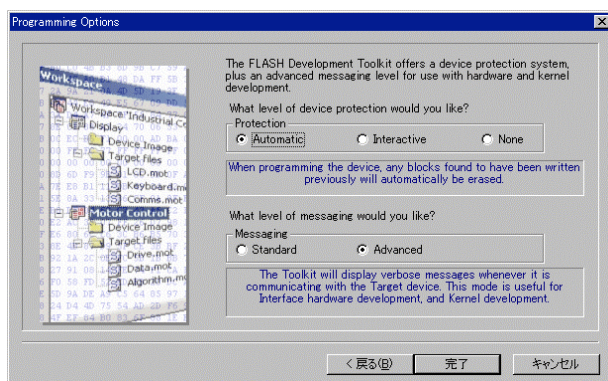 Programming Options
The FLASH Development Toolkit offers a device protection system,
plus an advanced messaging level for use with hardware and kernel
development.
What level of device protection would you like?
Protection
Automatic
Interactive
None
When programming the device, any blocks found to have been written
previously will automatically be erased.
What level of messaging would you like?
Messaging
Standard
Advanced
The Toolkit will display verbose messages whenever it is
communicating with the Target device. This mode is useful for
Interface hardware development, and Kernel development.
Workspace
Workspace 'Industrial Co
Display
Device Image
Target files
LCD.mot
Keyboard.m
Comms.mot
Motor Control
Device Image
Target files
Drive.mot
Data.mot
Algorithm.m
< 戻る(B)
完了
キャンセル